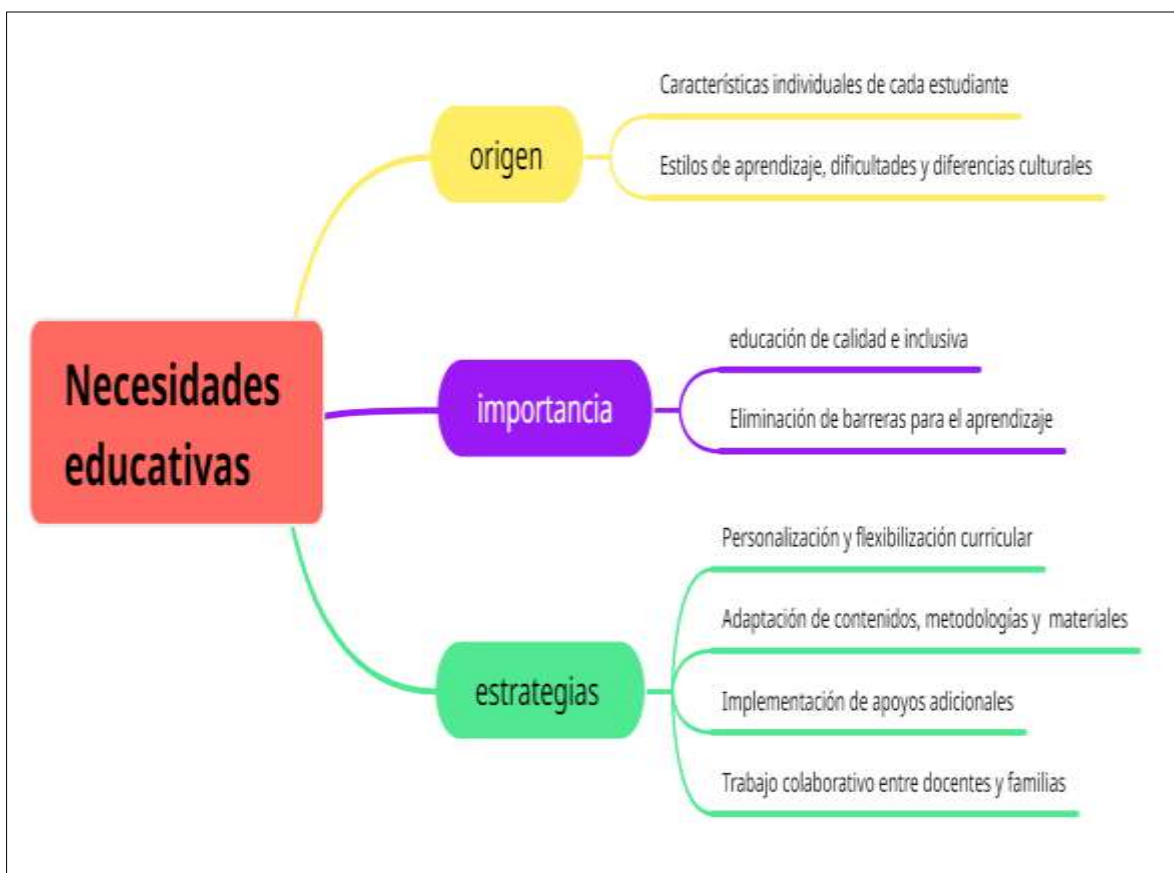 Necesidades
educativas
origen
Características individuales de cada estudiante
Estilos de aprendizaje, dificultades y diferencias culturales
importancia
educación de calidad e inclusiva
Eliminación de barreras para el aprendizaje
estrategias
Personalización y flexibilización curricular
Adaptación de contenidos, metodologías y materiales
Implementación de apoyos adicionales
Trabajo colaborativo entre docentes y familias